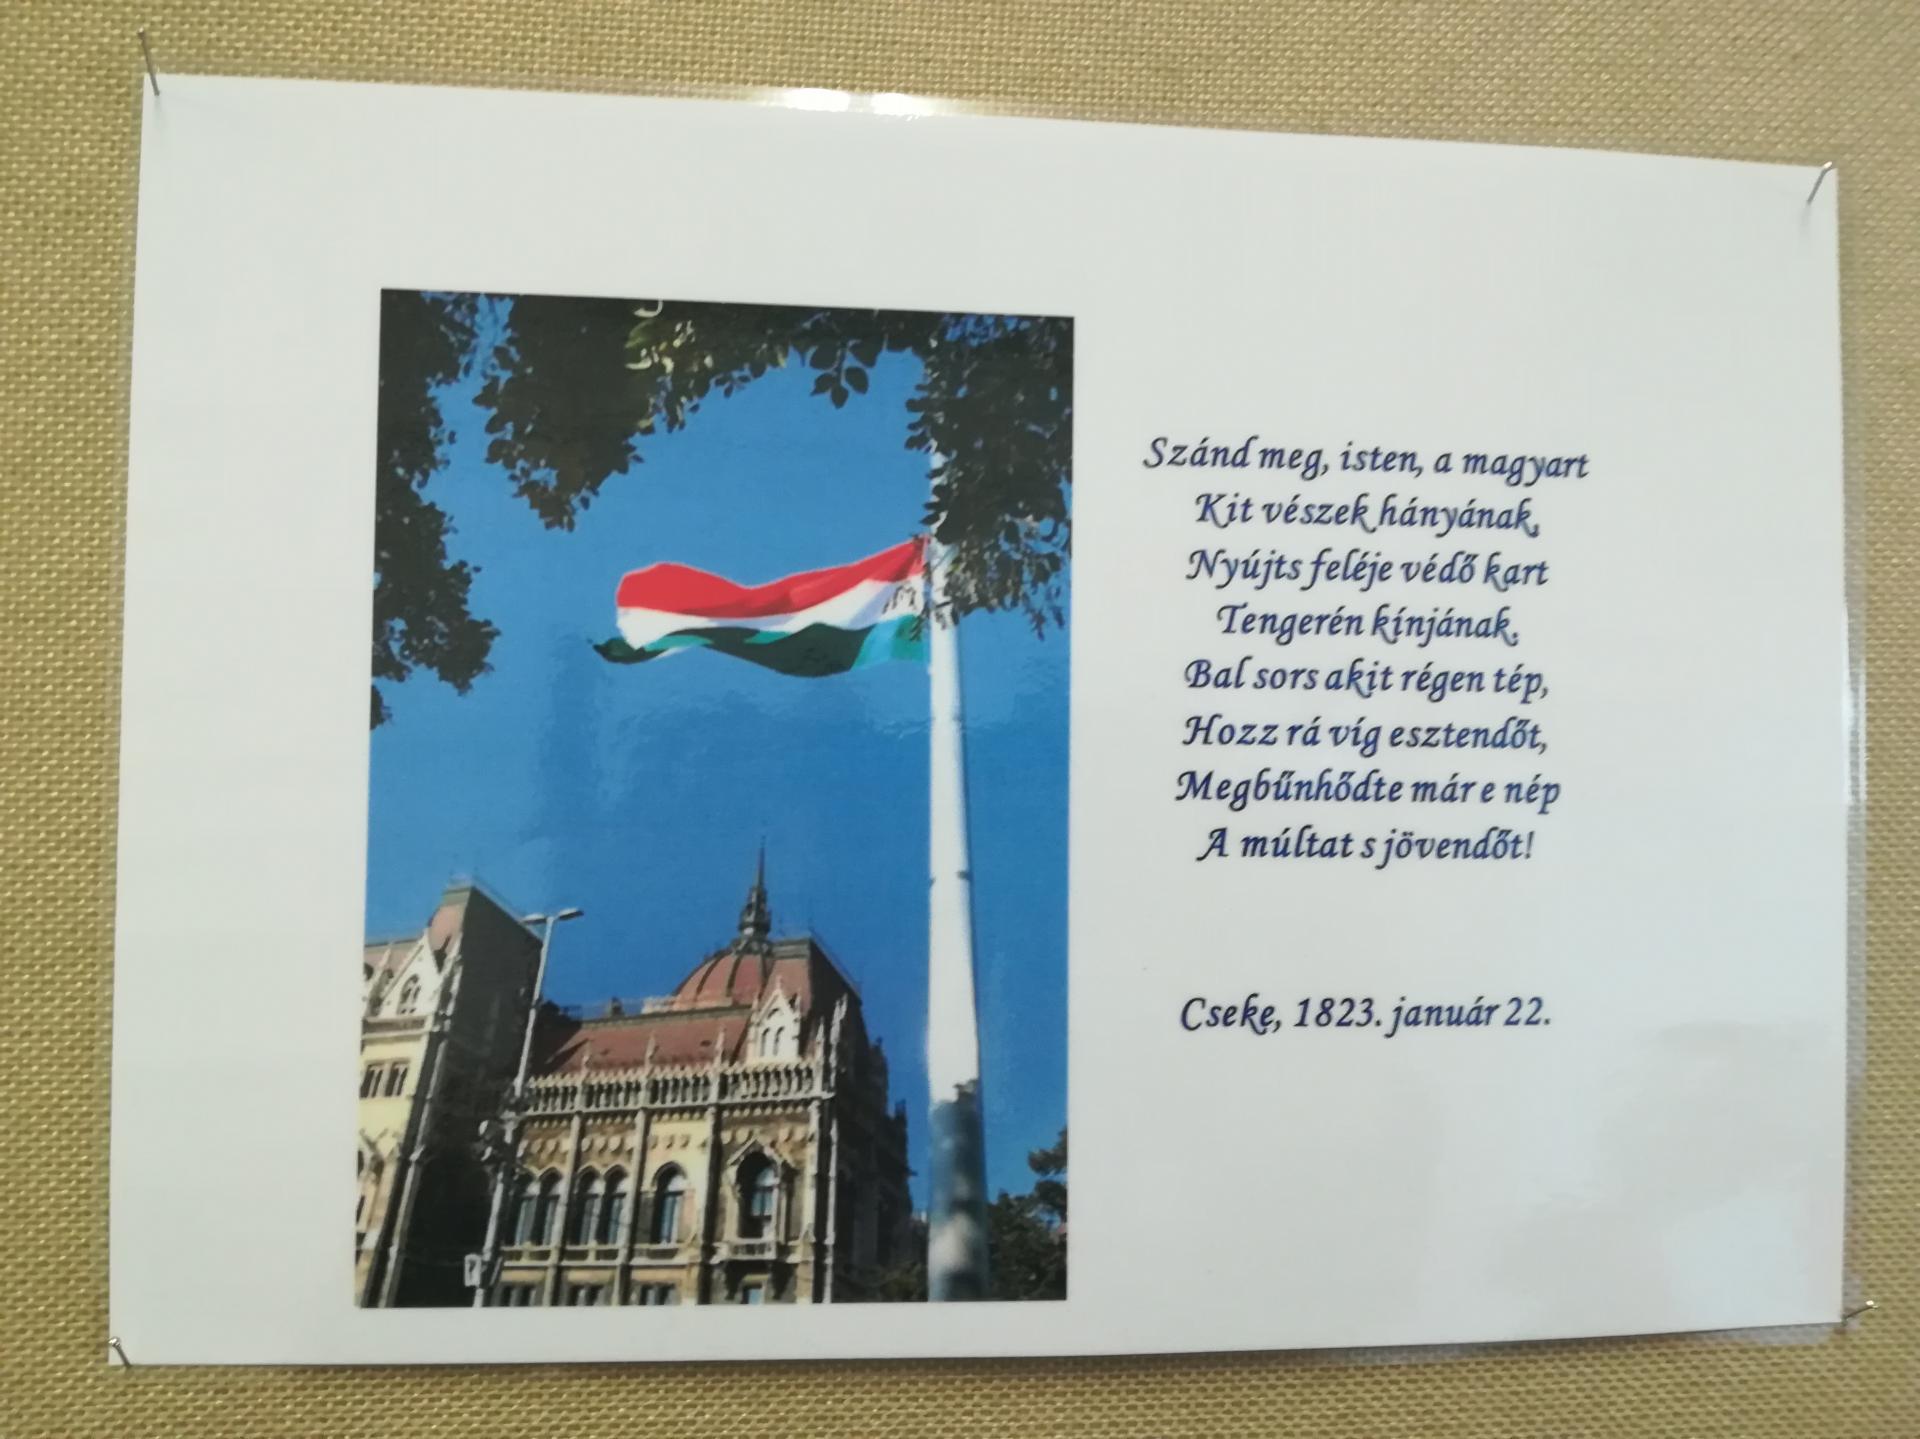 Szánd meg, isten, a magyart
Kit vészek hányának,
Nyújts feléje védő kart
Tengerén kínjának.
Bal sors akit régen tép,
Hozz rá víg esztendőt,
Megbűnhődte már e nép
A múltat s jövendőt!
Cseke, 1823. január 22.